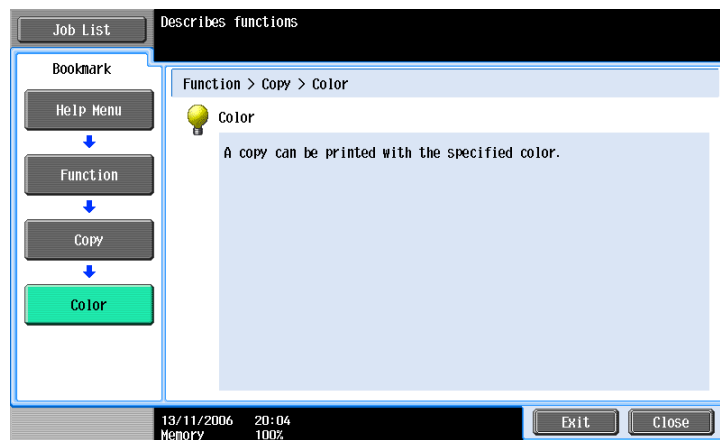 Job List
Describes functions
Bookmark
Help Menu
Function
Copy
Color
Function > Copy > Color
Color
A copy can be printed with the specified color.
13/11/2006 20:04
Memory 100%
Exit
Close